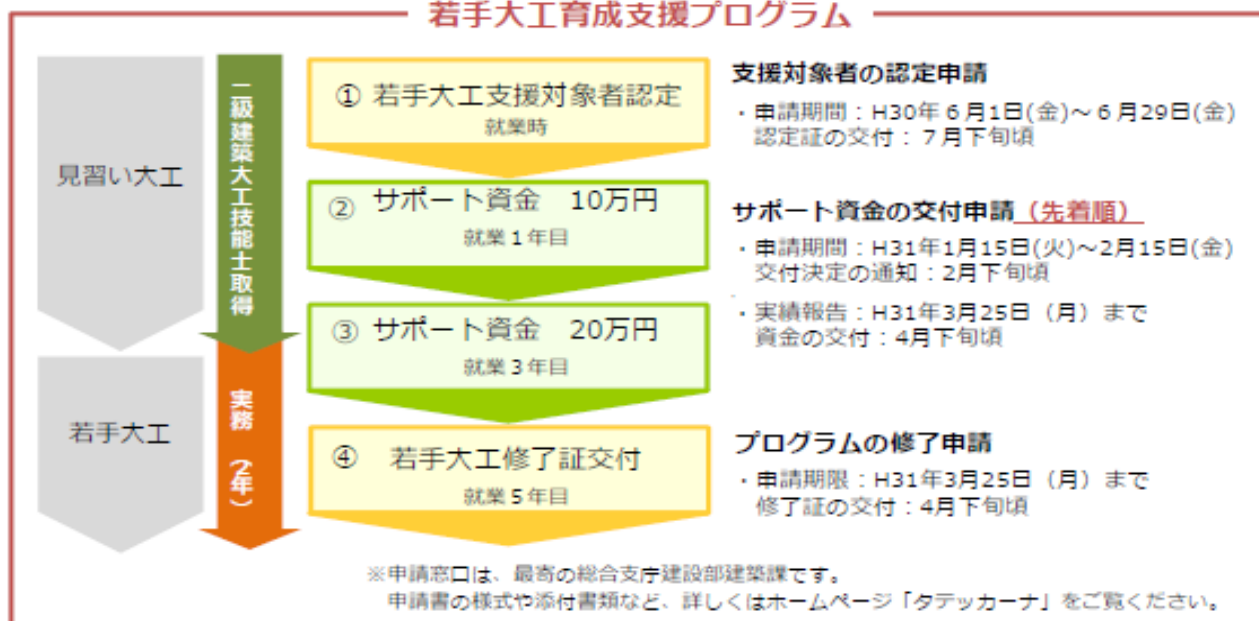 若手大工育成支援プログラム
見習い大工
若手大工
二級建築大工技能士取得
実務（2年）
① 若手大工支援対象者認定
就業時
② サポート資金　10万円
就業１年目
③ サポート資金　20万円
就業３年目
④ 若手大工修了証交付
就業５年目
支援対象者の認定申請
・申請期間：H30年６月1日(金)～６月29日(金)
認定証の交付：７月下旬頃
サポート資金の交付申請（先着順）
・申請期間：H31年1月15日(火)～2月15日(金)
交付決定の通知：2月下旬頃
・実績報告：H31年3月25日（月）まで
資金の交付：4月下旬頃
プログラムの修了申請
・申請期限：H31年3月25日（月）まで
修了証の交付：4月下旬頃
※申請窓口は、最寄の総合支庁建設部建築課です。
申請書の様式や添付書類など、詳しくはホームページ「タテッカーナ」をご覧ください。